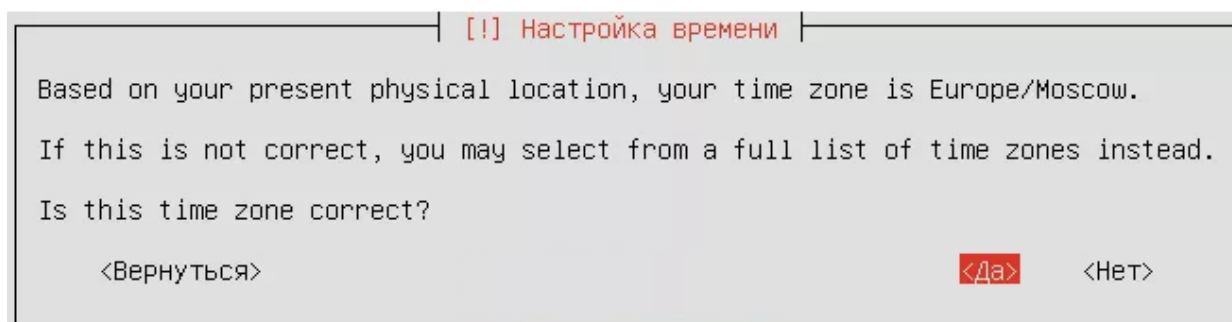 [!] Настройка времени
Based on your present physical location, your time zone is Europe/Moscow.
If this is not correct, you may select from a full list of time zones instead.
Is this time zone correct?
<Вернуться> <Да> <Нет>